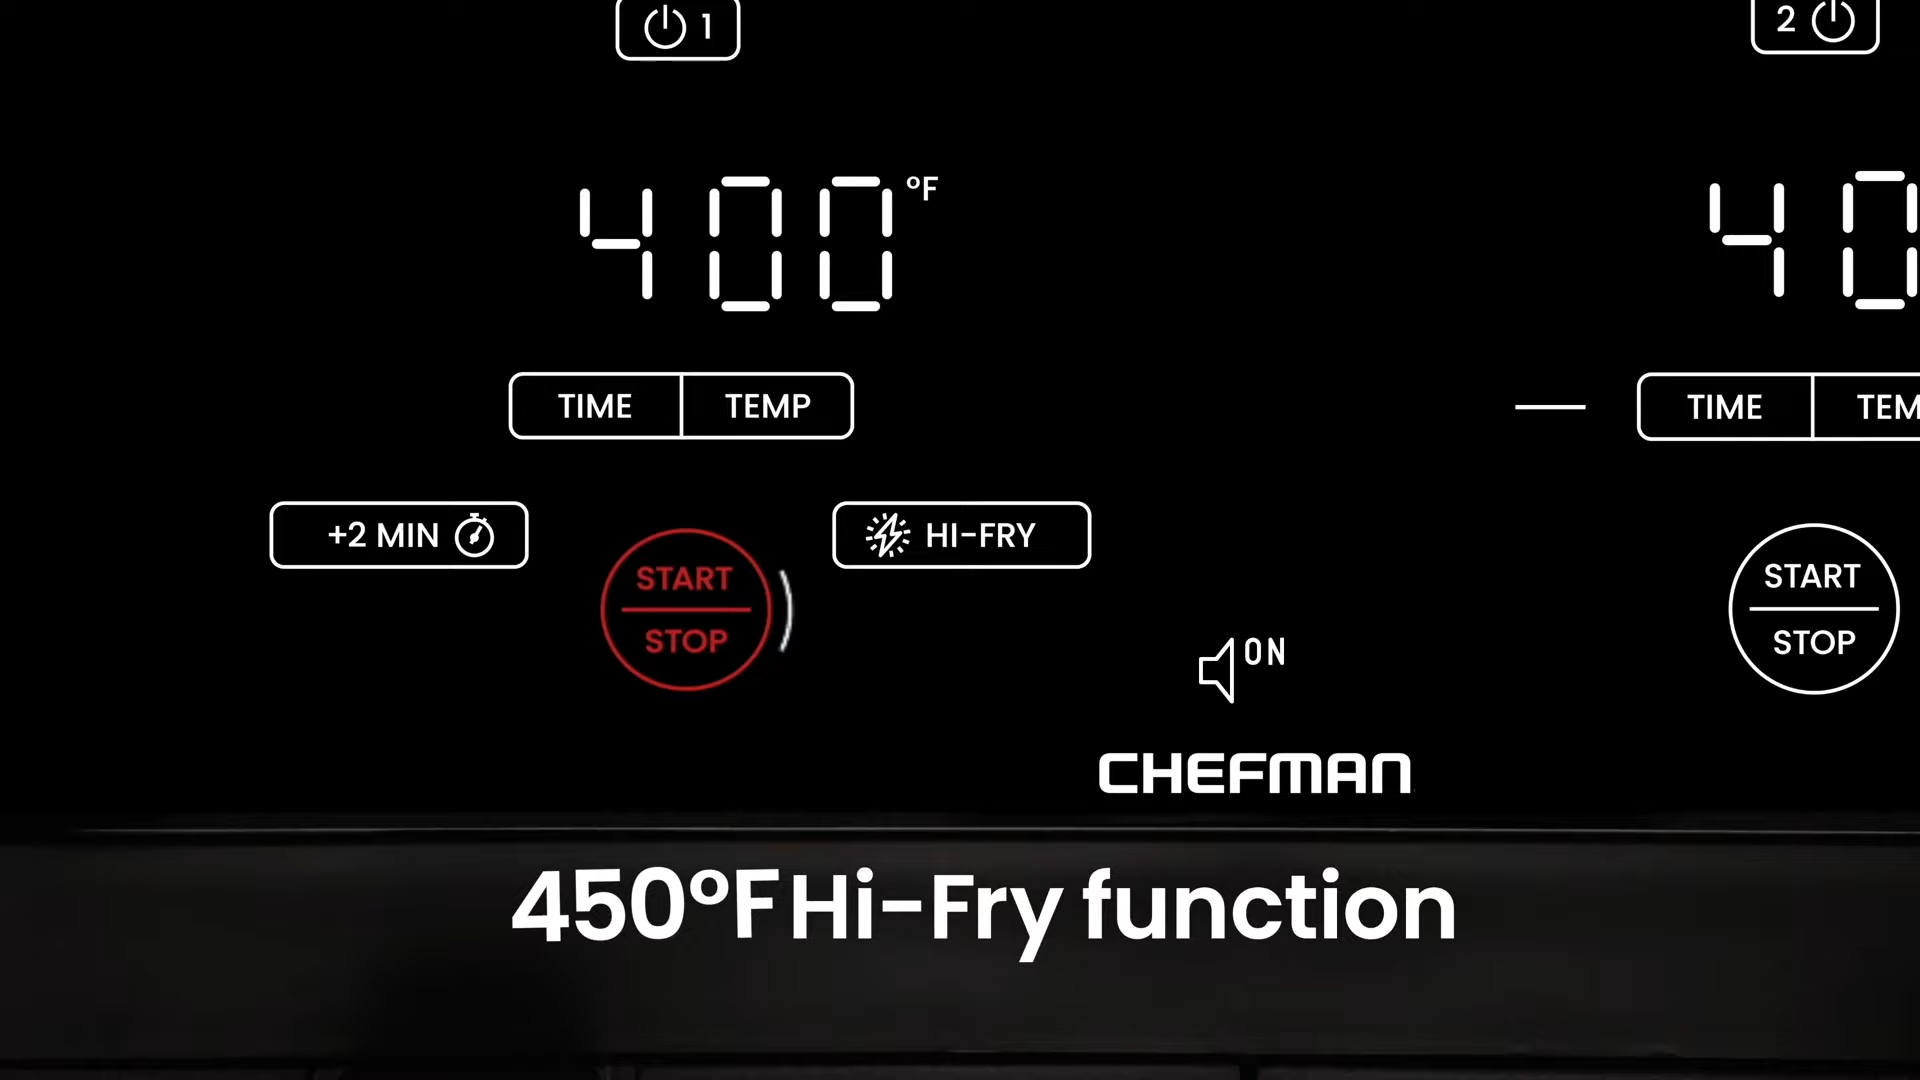 1
2
400°F
40
TIME TEMP
TIME TEM
+2 MIN
HI-FRY
START
STOP
START
STOP
ON
CHEFMAN
450°F Hi-Fry function